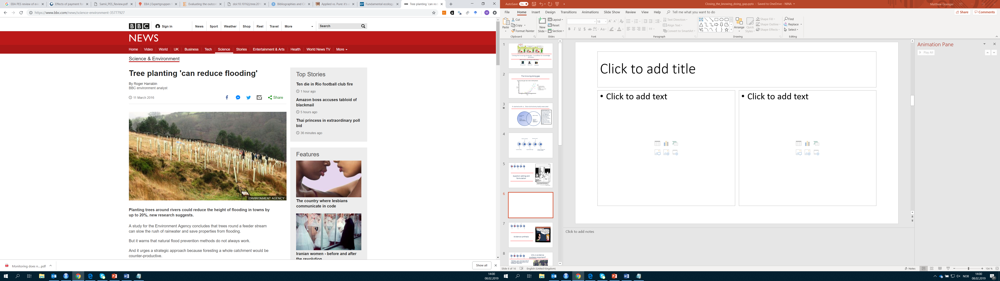 EBA PES review of eve
Effects of payment for
Samii_PES_Review.pdf
EBA | Expertgruppen f
Evaluating the outcom
doi:10.1016/j.tree.201
Bibliographies and Ci
Applied vs. Pure: it's a
Fundamental ecology
Tree planting 'can red
https://www.bbc.com/news/science-environment-35777927
BBC
Sign in
News
Sport
Weather
Shop
Reel
Travel
More
Search
NEWS
Home
Video
World
UK
Business
Tech
Science
Stories
Entertainment & Arts
Health
World News TV
More
Science & Environment
Tree planting 'can reduce flooding'
By Roger Harrabin
BBC environment analyst
11 March 2016
Share
ENVIRONMENT AGENCY
Planting trees around rivers could reduce the height of flooding in towns by
up to 20%, new research suggests.
A study for the Environment Agency concludes that trees round a feeder stream
can slow the rush of rainwater and save properties from flooding.
But it warns that natural flood prevention methods do not always work.
And it urges a strategic approach because foresting a whole catchment would be
counter-productive.
Top Stories
Ten die in Rio football club fire
1 hour ago
Amazon boss accuses tabloid of
blackmail
5 hours ago
Thai princess in extraordinary poll
bid
36 minutes ago
Features
The country where lesbians
communicate in code
Iranian women - before and after
the revolution
Monitoring does n....pdf
Show all
14:00
08.02.2019
AutoSave On
Closing_the_knowing_doing_gap.pptx - Saved to OneDrive - NINA
Matthew Grainger
File
Home
Insert
Design
Transitions
Animations
Slide Show
Review
View
Help
Tell me what you want to do
Share
Comments
Paste
Cut
Copy
Format Painter
Clipboard
New
Slide
Layout
Reset
Section
Slides
18
Font
Text Direction
Align Text
Convert to SmartArt
Paragraph
Arrange
Quick
Styles
Shape Fill
Shape Outline
Shape Effects
Drawing
Find
Replace
Select
Editing
1
Closing the knowing-doing gap: A workflow for knowledge
provision
2
The knowing-doing gap
3
It started with a... false dichotomy badly executed
4
5
Question setting and
formulation
6
7
Evidence synthesis
8
Why is evidence
synthesis important?
Click to add title
• Click to add text
• Click to add text
Click to add notes
Animation Pane
Play All
Slide 6 of 16
English (United Kingdom)
Notes
104 %
NOB
14:00
08.02.2019
21